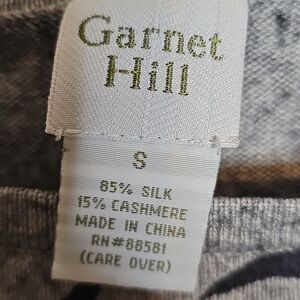 Garnet
Hill
S
85% SILK
15% CASHMERE
MADE IN CHINA
RN#88581
(CARE OVER)